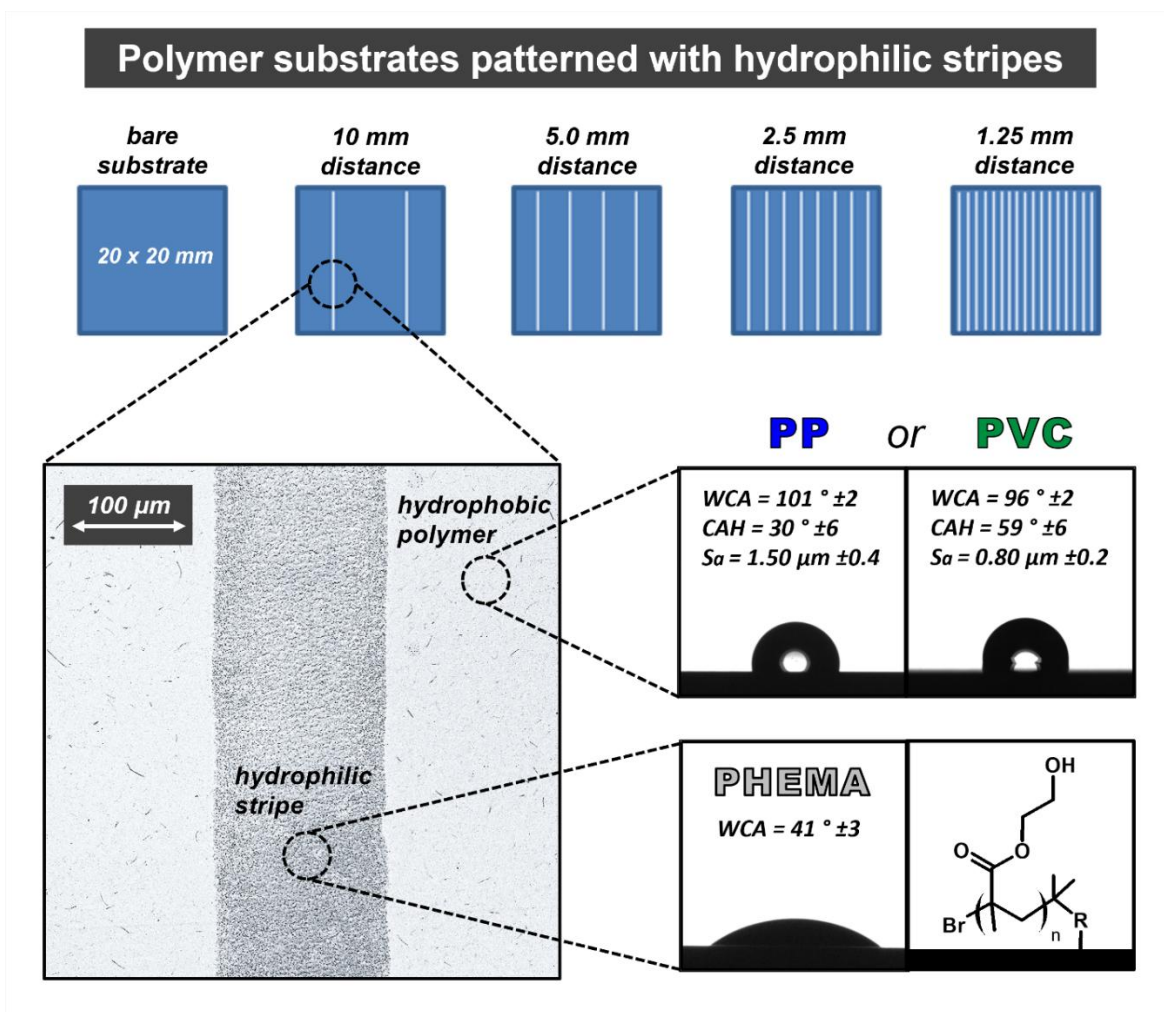 Polymer substrates patterned with hydrophilic stripes
bare
substrate
10 mm
distance
5.0 mm
distance
2.5 mm
distance
1.25 mm
distance
20 x 20 mm
PP or PVC
100 µm
hydrophobic
polymer
WCA = 101 ° ±2
CAH = 30 ° ±6
Sa = 1.50 µm ±0.4
WCA = 96 ° ±2
CAH = 59 ° ±6
Sa = 0.80 µm ±0.2
hydrophilic
stripe
PHEMA
WCA = 41 ° ±3
OH
O
O
Br
n
R